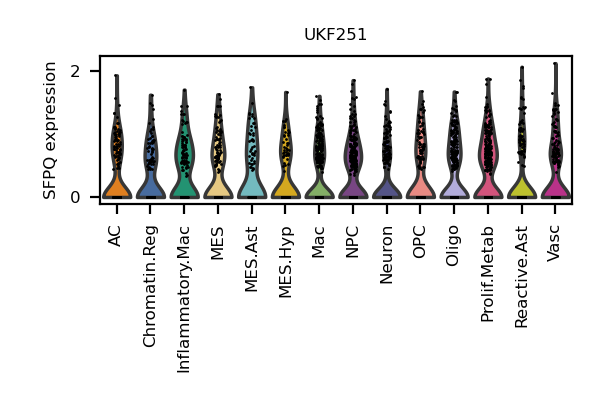 UKF251
SFPQ expression
2
0
AC
Chromatin.Reg
Inflammatory.Mac
MES
MES.Ast
MES.Hyp
Mac
NPC
Neuron
OPC
Oligo
Prolif.Metab
Reactive.Ast
Vasc